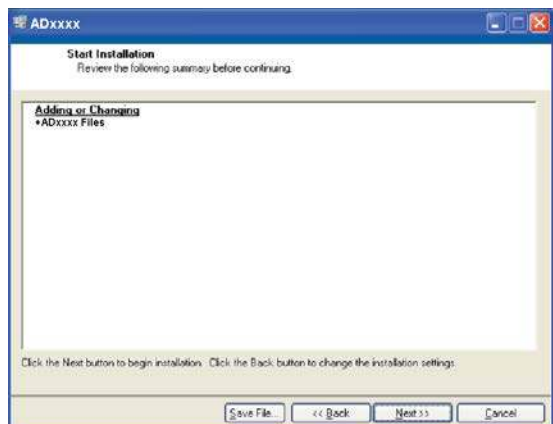 ADxxxx
Start Installation
Review the following summary before continuing.
Adding or Changing
•ADxxxx Files
Click the Next button to begin installation. Click the Back button to change the installation settings.
Save File... << Back Next >> Cancel